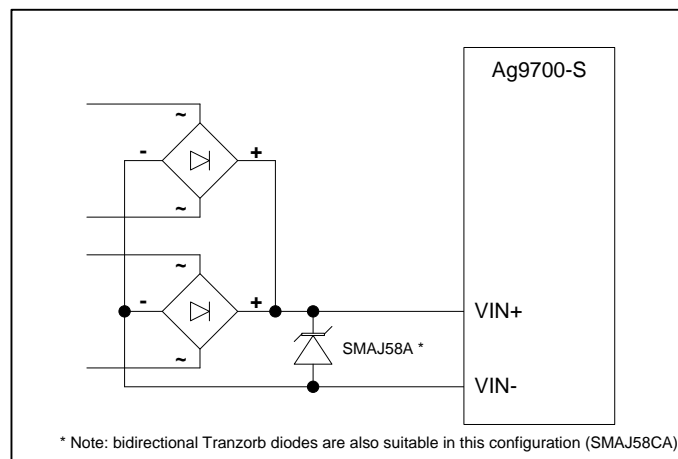 Ag9700-S
~
- +
~
~
- +
~
VIN+
SMAJ58A *
VIN-
* Note: bidirectional Tranzorb diodes are also suitable in this configuration (SMAJ58CA)